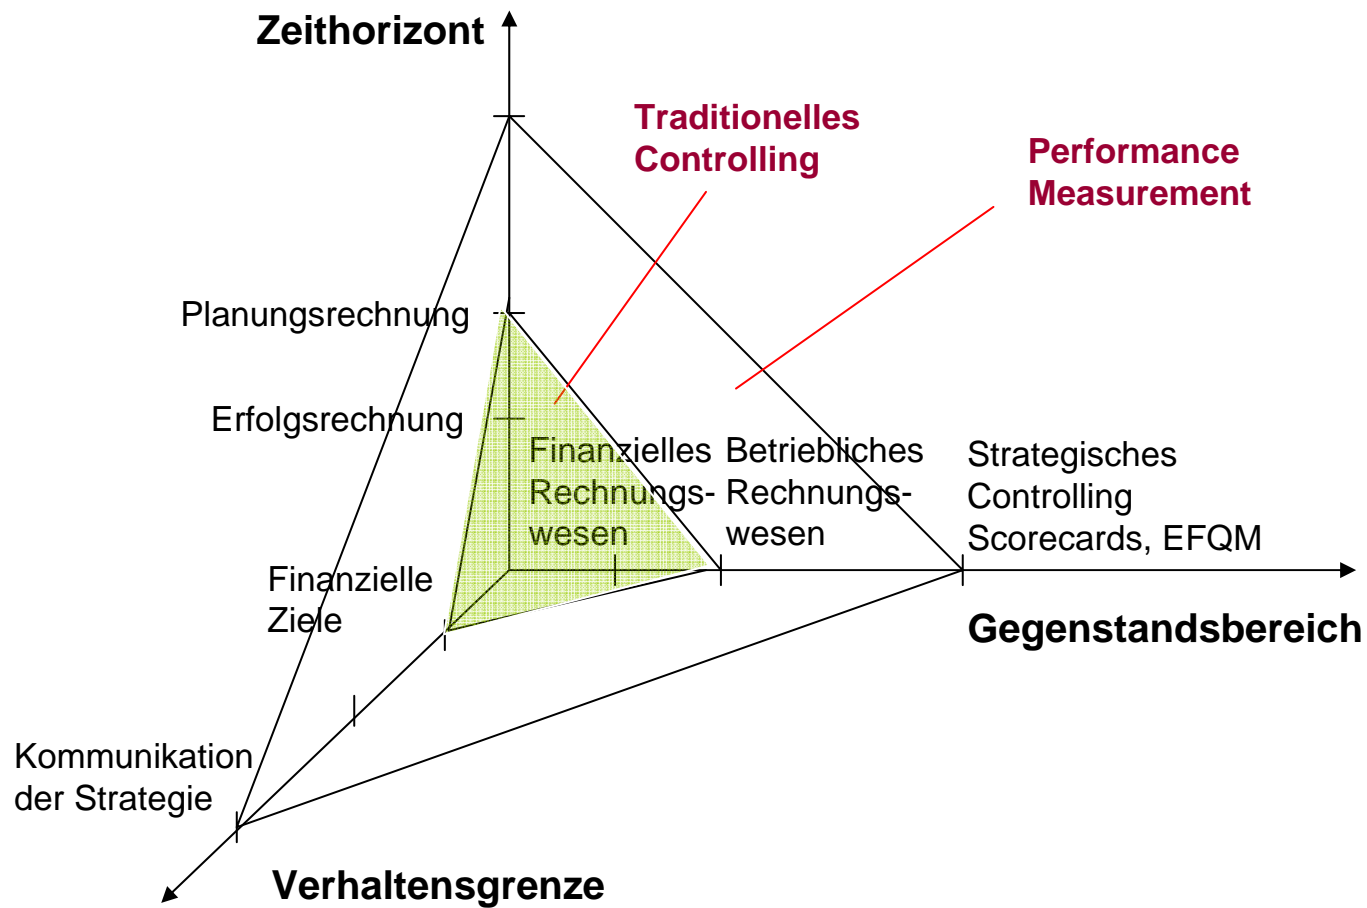 Zeithorizont
Traditionelles
Controlling
Performance
Measurement
Planungsrechnung
Erfolgsrechnung
Finanzielles
Rechnungs-
wesen
Betriebliches
Rechnungs-
wesen
Strategisches
Controlling
Scorecards, EFQM
Finanzielle
Ziele
Gegenstandsbereich
Kommunikation
der Strategie
Verhaltensgrenze